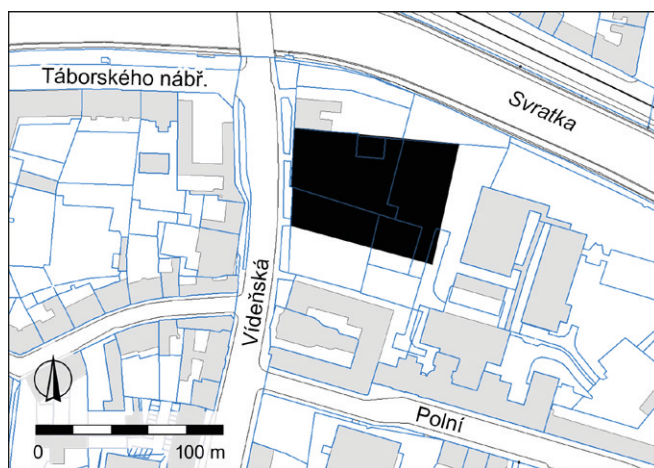 Táborského nábř.
Svratka
Vídeňská
Polní
0 100 m